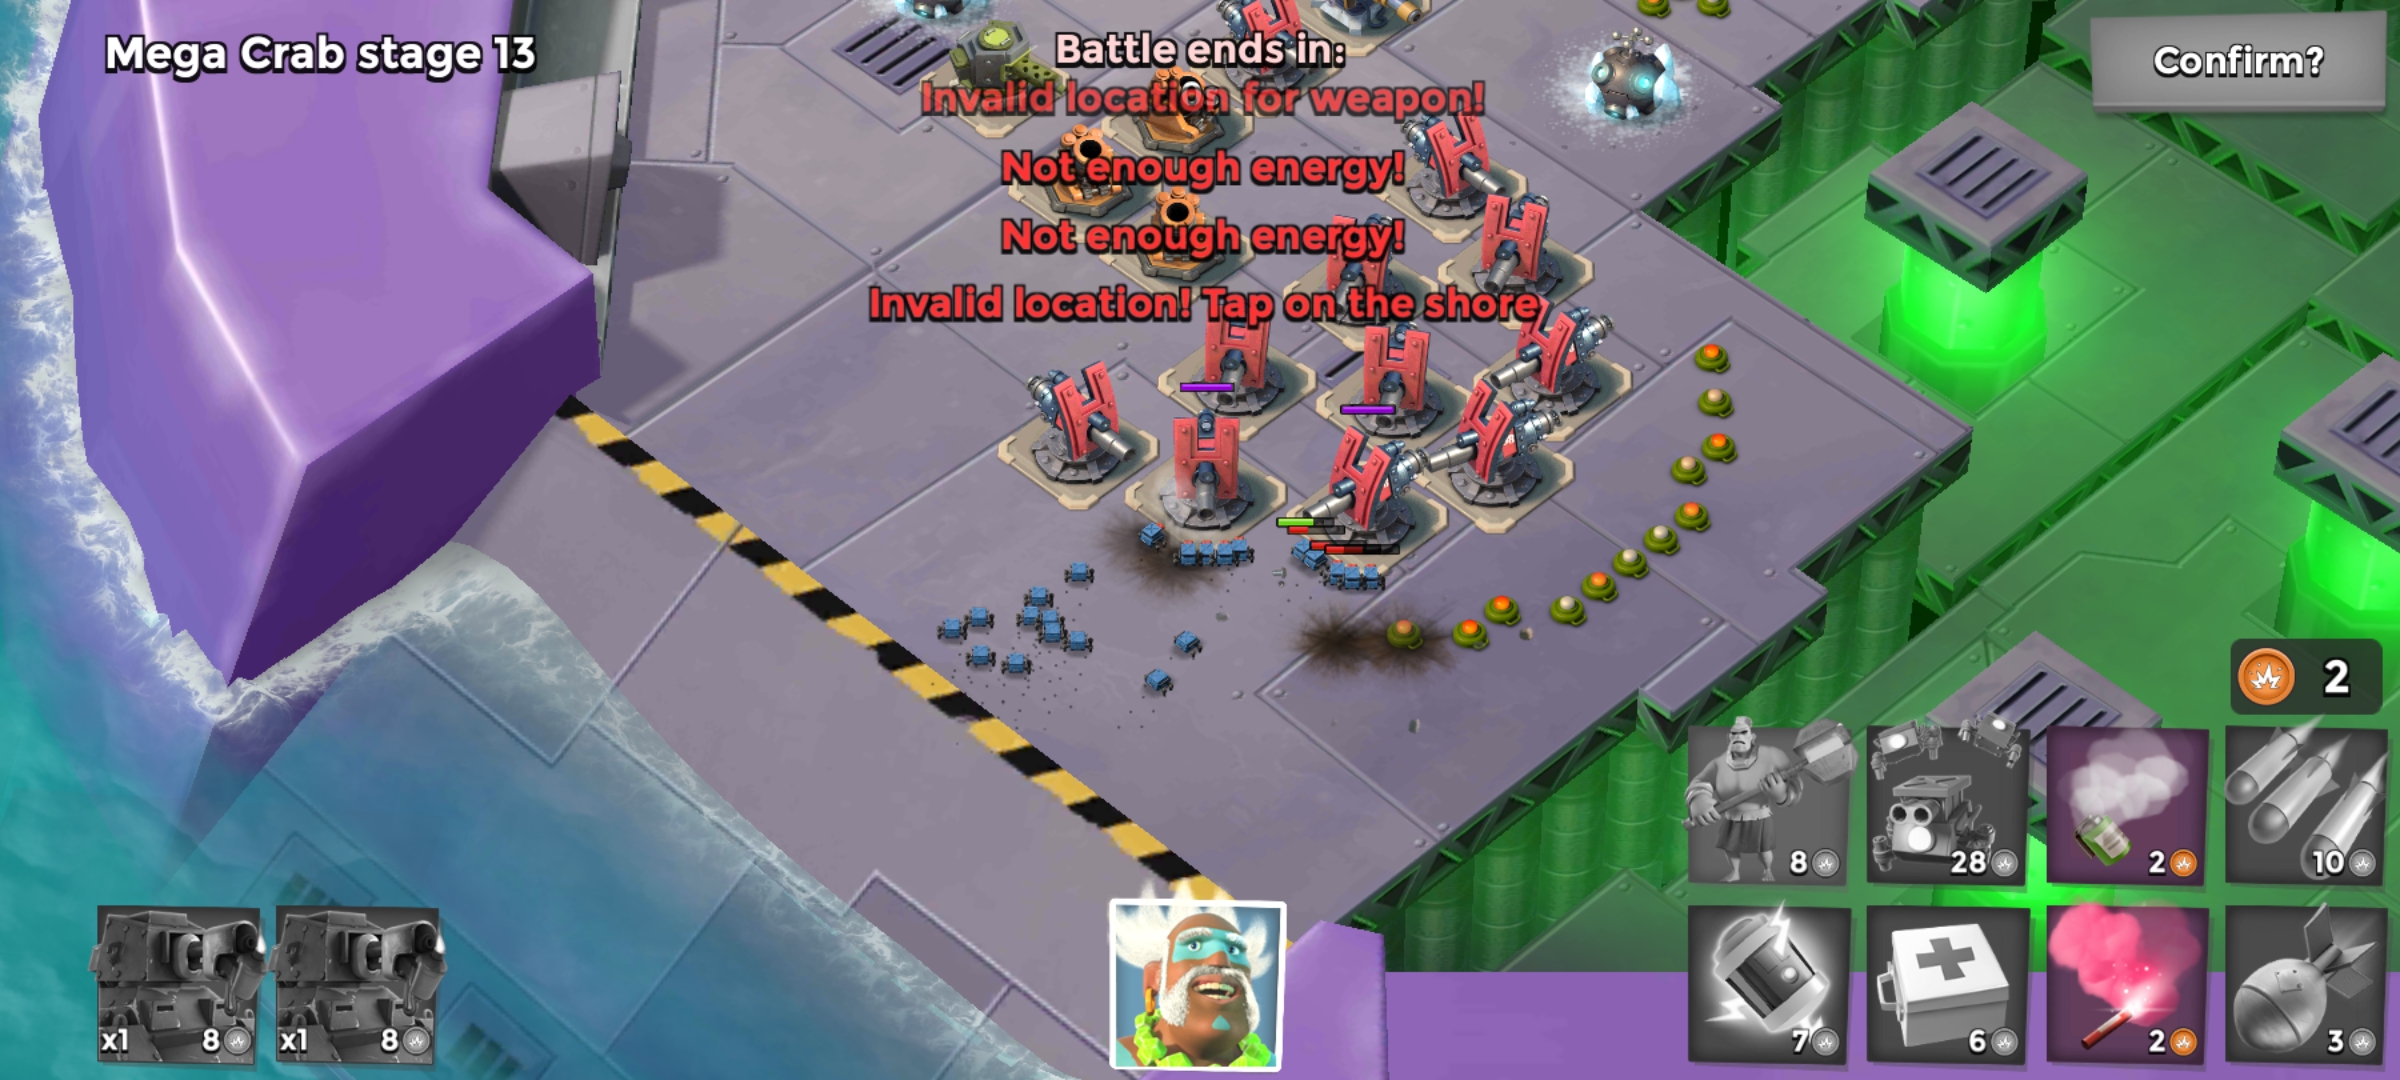 Mega Crab stage 13
Battle ends in:
Confirm?
Invalid location for weapon!
Not enough energy!
Not enough energy!
Invalid location! Tap on the shore
2
8
28
2
10
x1 8
x1 8
7
6
2
3